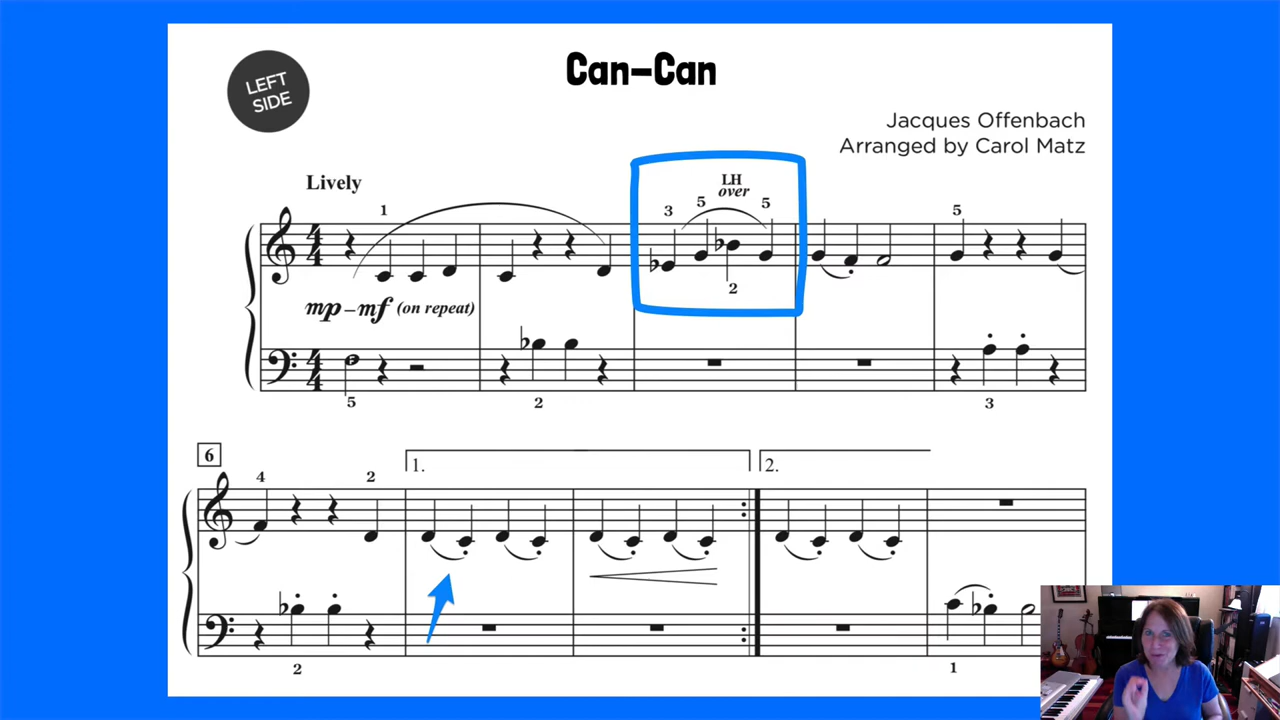 LEFT
SIDE
Can-Can
Jacques Offenbach
Arranged by Carol Matz
Lively
LH
over
1
3 5 5
5
2
mp – mf (on repeat)
5 2 3
6
4 2
1. 2.
2 1